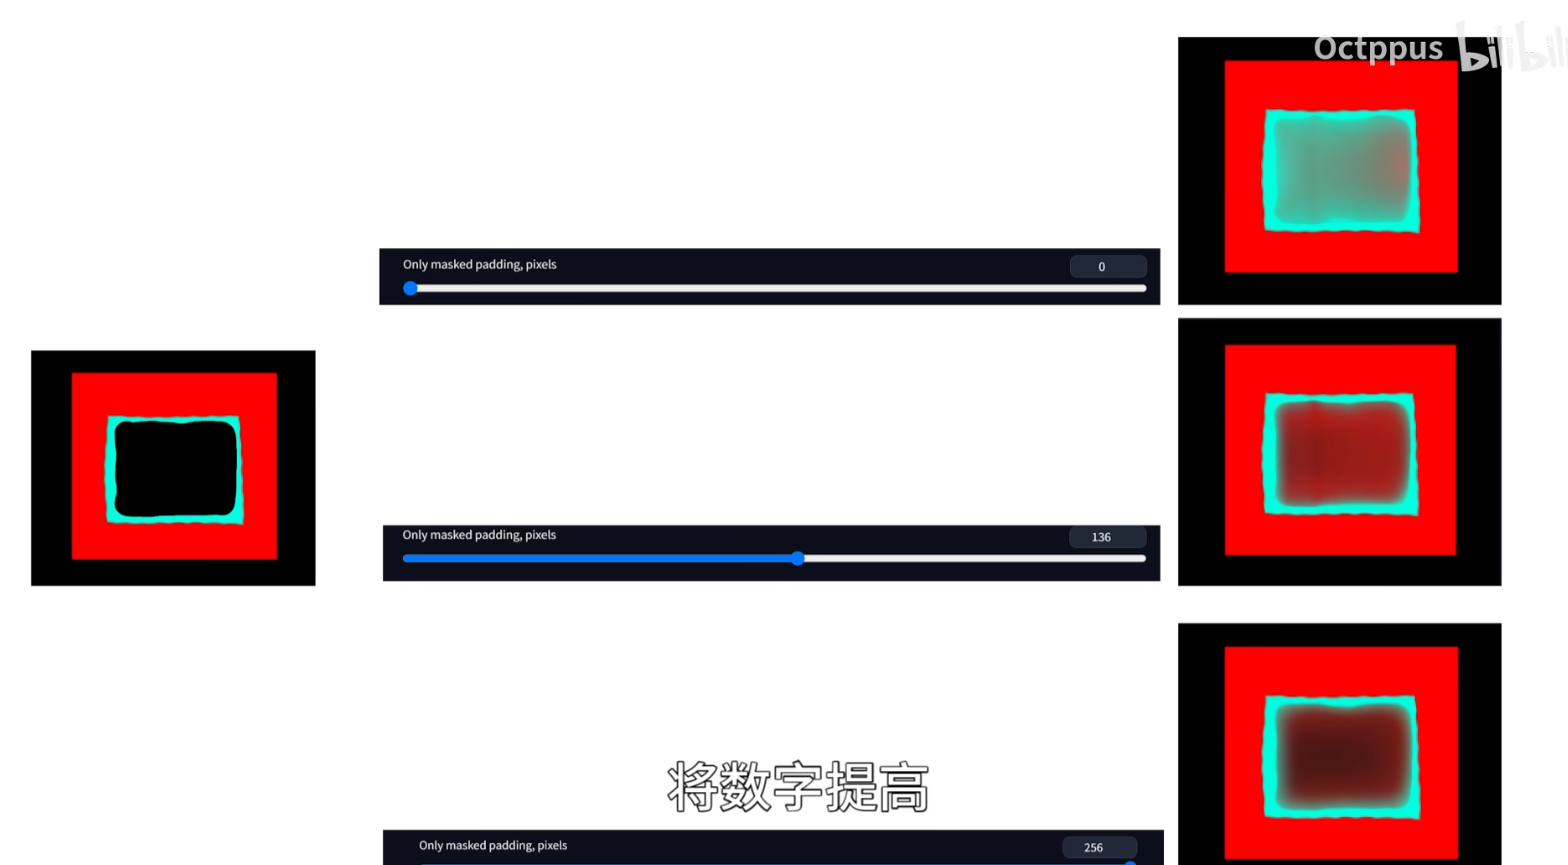 Octppus bilibili
Only masked padding, pixels 0
Only masked padding, pixels 136
将数字提高
Only masked padding, pixels 256